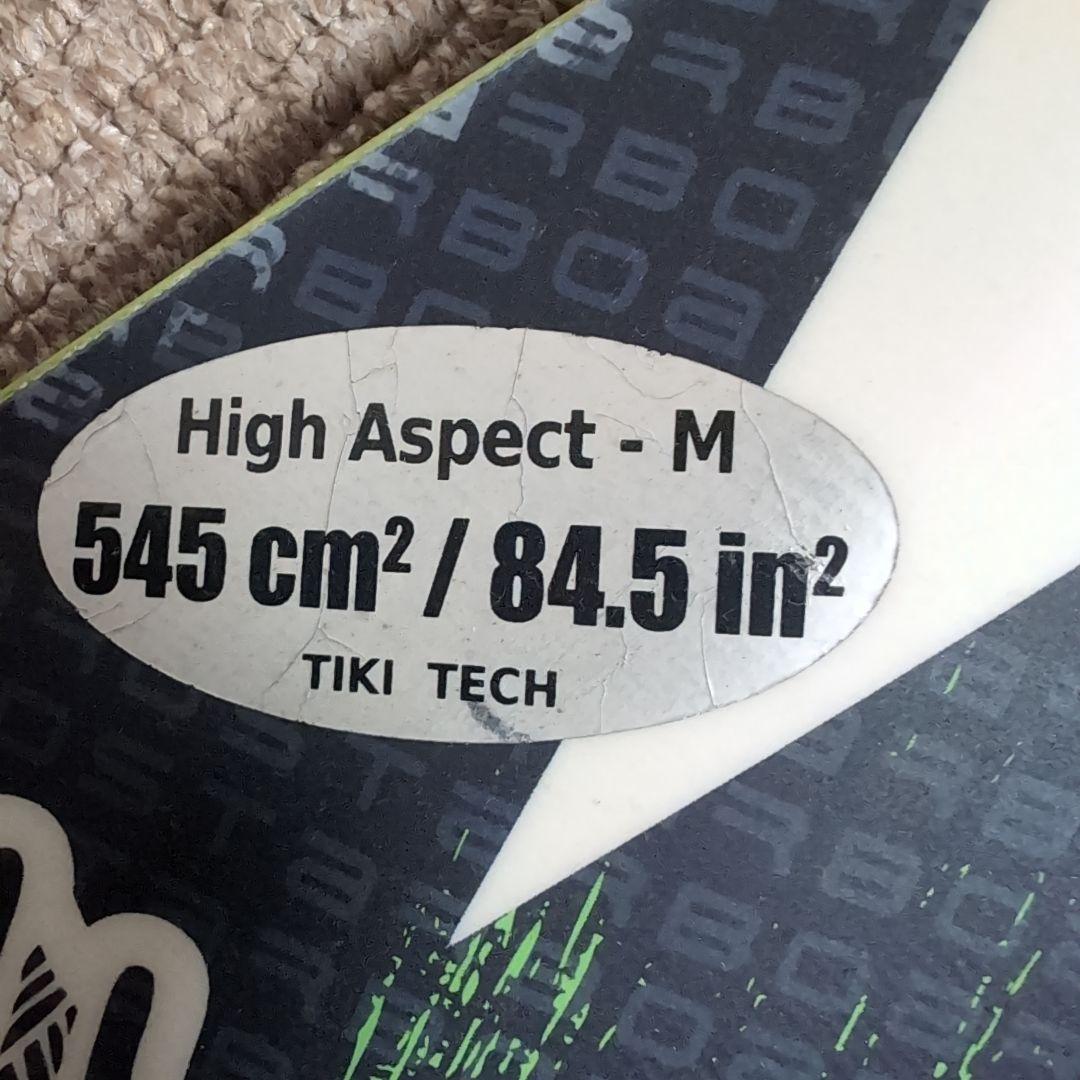 High Aspect - M
545 cm² / 84.5 in²
TIKI TECH